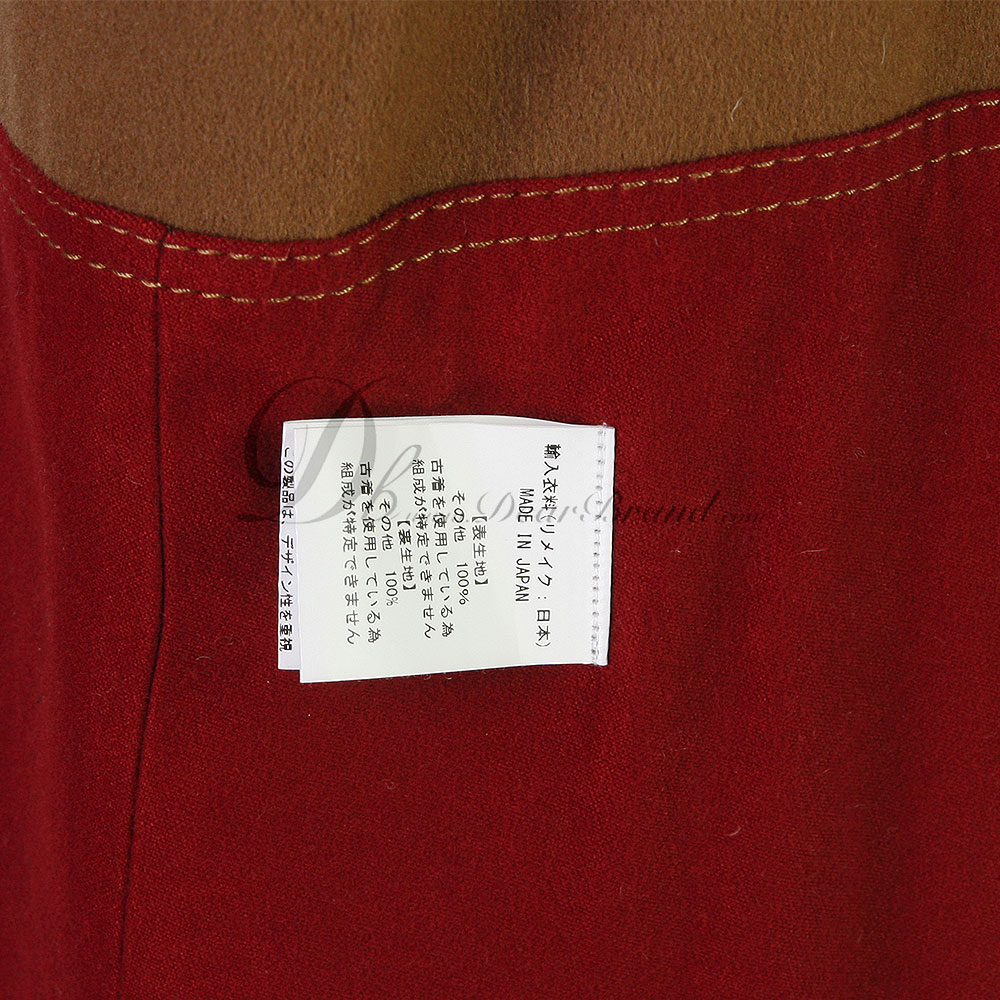 輸入衣料(リメイク:日本)
MADE IN JAPAN
【表生地】
その他 100%
古着を使用している為
組成が特定できません
【裏生地】
その他 100%
古着を使用している為
組成が特定できません
この製品は、デザイン性を重視
www.DearBrand.com